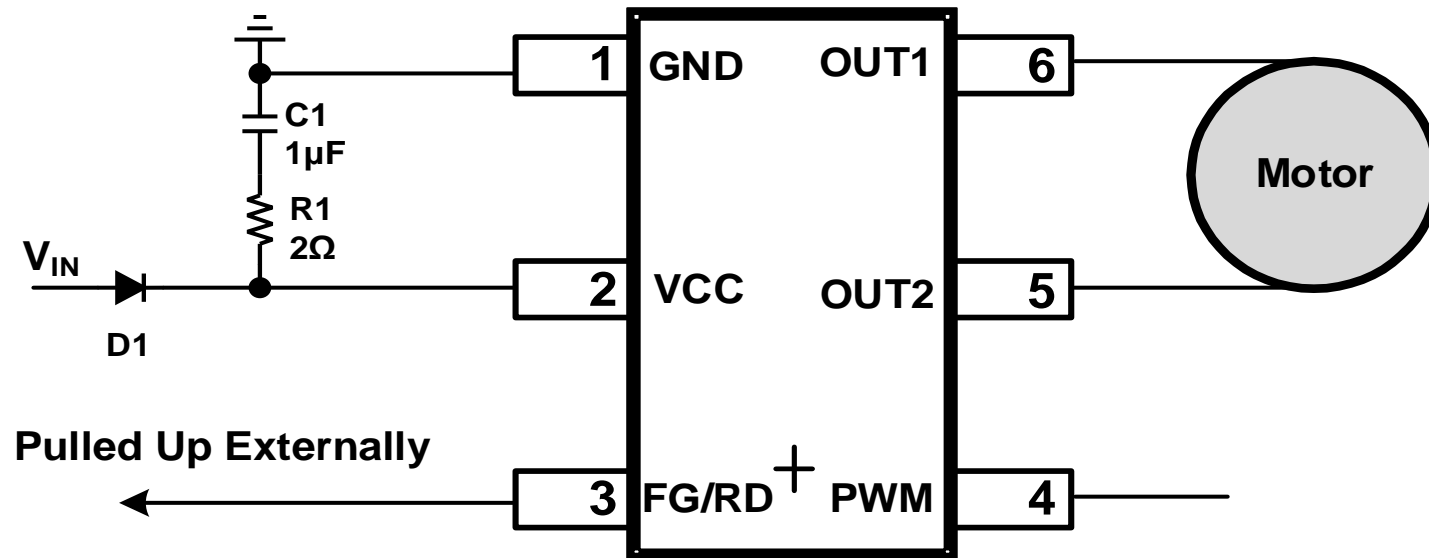 1 GND OUT1 6
C1
1µF
Motor
R1
2Ω
VIN
2 VCC OUT2 5
D1
Pulled Up Externally
3 FG/RD PWM 4